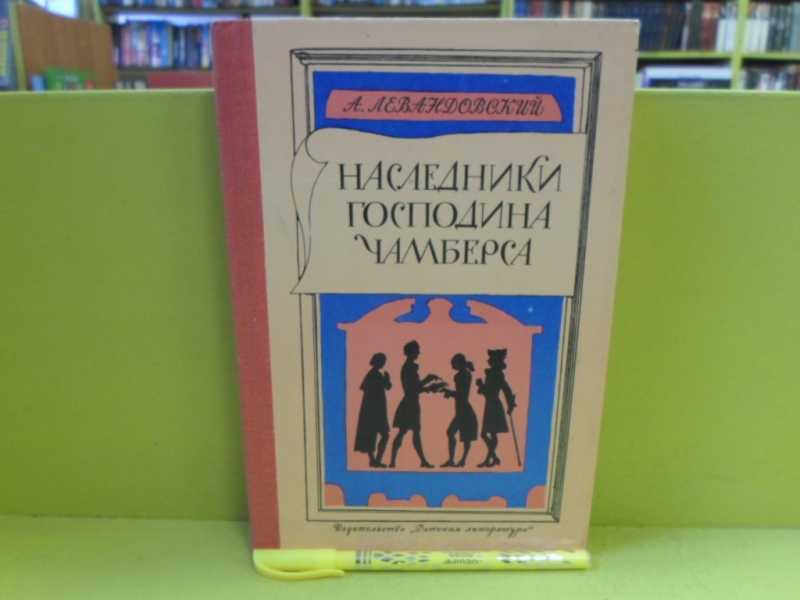 А. ЛЕВАНДОВСКИЙ
НАСЛЕДНИКИ
ГОСПОДИНА
ЧАМБЕРСА
Издательство „Детская литература"